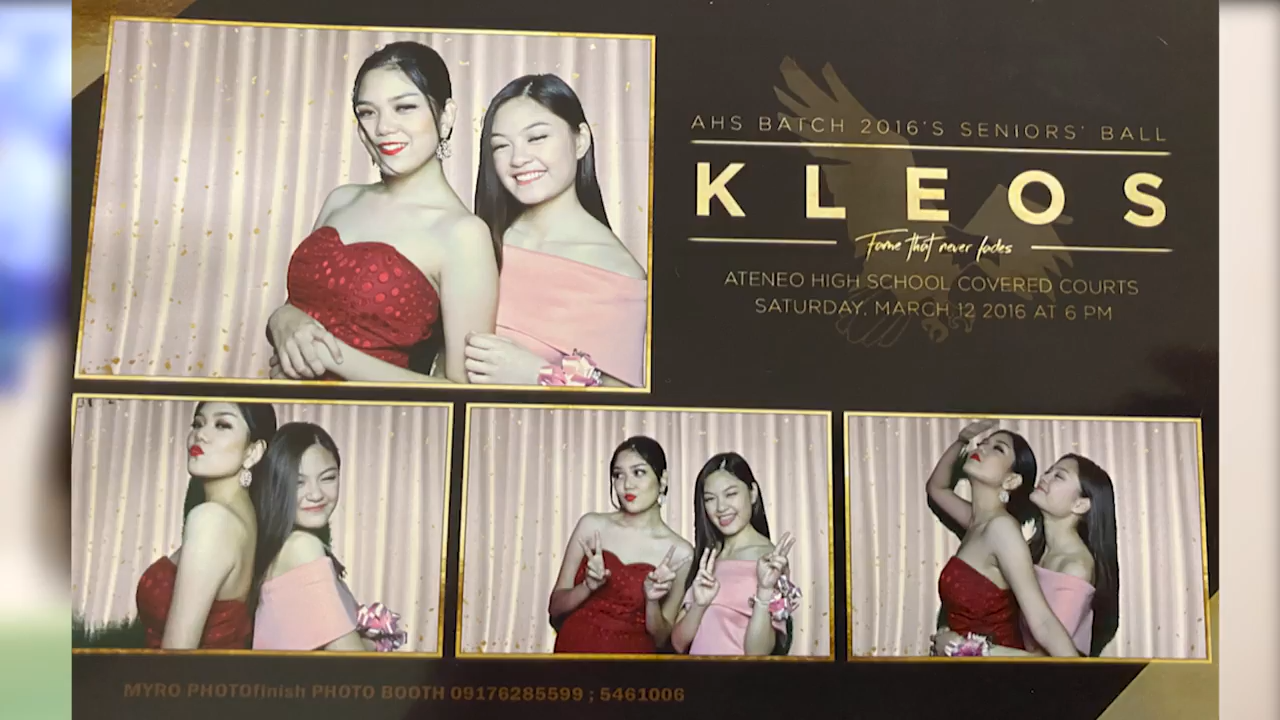 AHS BATCH 2016'S SENIORS' BALL
KLEOS
Fame that never fades
ATENEO HIGH SCHOOL COVERED COURTS
SATURDAY, MARCH 12 2016 AT 6 PM
MYRO PHOTOfinish PHOTO BOOTH 09176285599 ; 5461006